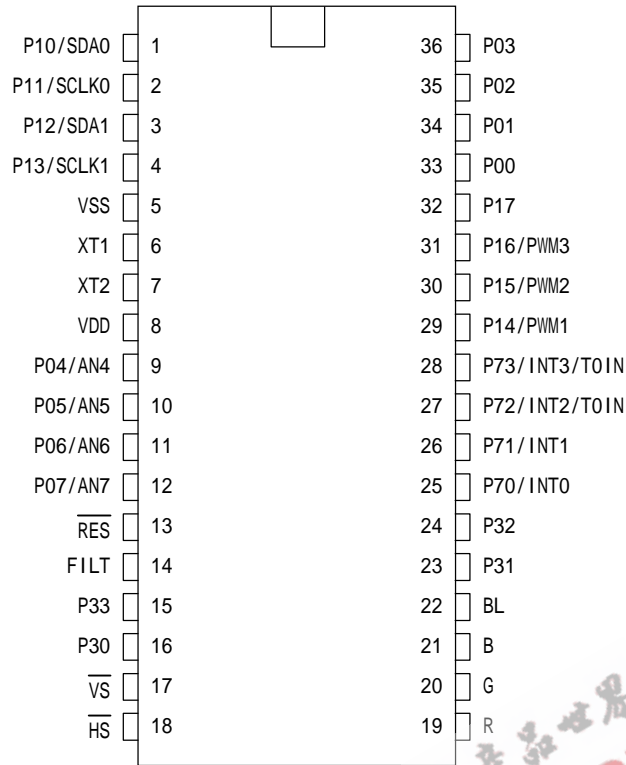 P10/SDA0 1 36 P03
P11/SCLK0 2 35 P02
P12/SDA1 3 34 P01
P13/SCLK1 4 33 P00
VSS 5 32 P17
XT1 6 31 P16/PWM3
XT2 7 30 P15/PWM2
VDD 8 29 P14/PWM1
P04/AN4 9 28 P73/INT3/T0IN
P05/AN5 10 27 P72/INT2/T0IN
P06/AN6 11 26 P71/INT1
P07/AN7 12 25 P70/INT0
R̅E̅S̅ 13 24 P32
FILT 14 23 P31
P33 15 22 BL
P30 16 21 B
V̅S̅ 17 20 G
H̅S̅ 18 19 R
品世界